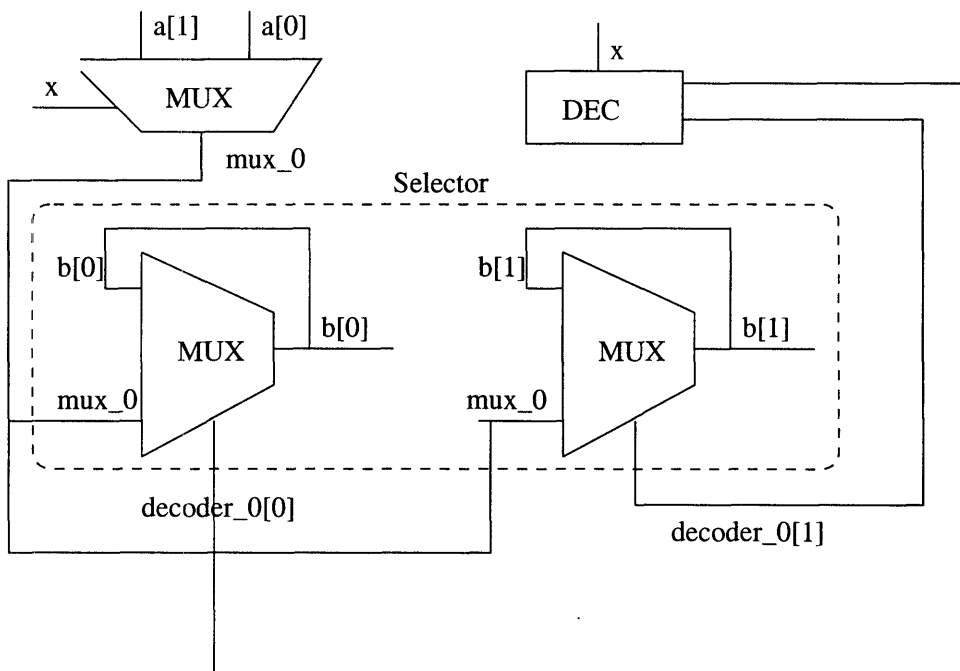 a[1] a[0]
x
x
MUX
DEC
mux_0
Selector
b[0]
b[1]
b[0]
b[1]
MUX
MUX
mux_0
mux_0
decoder_0[0]
decoder_0[1]